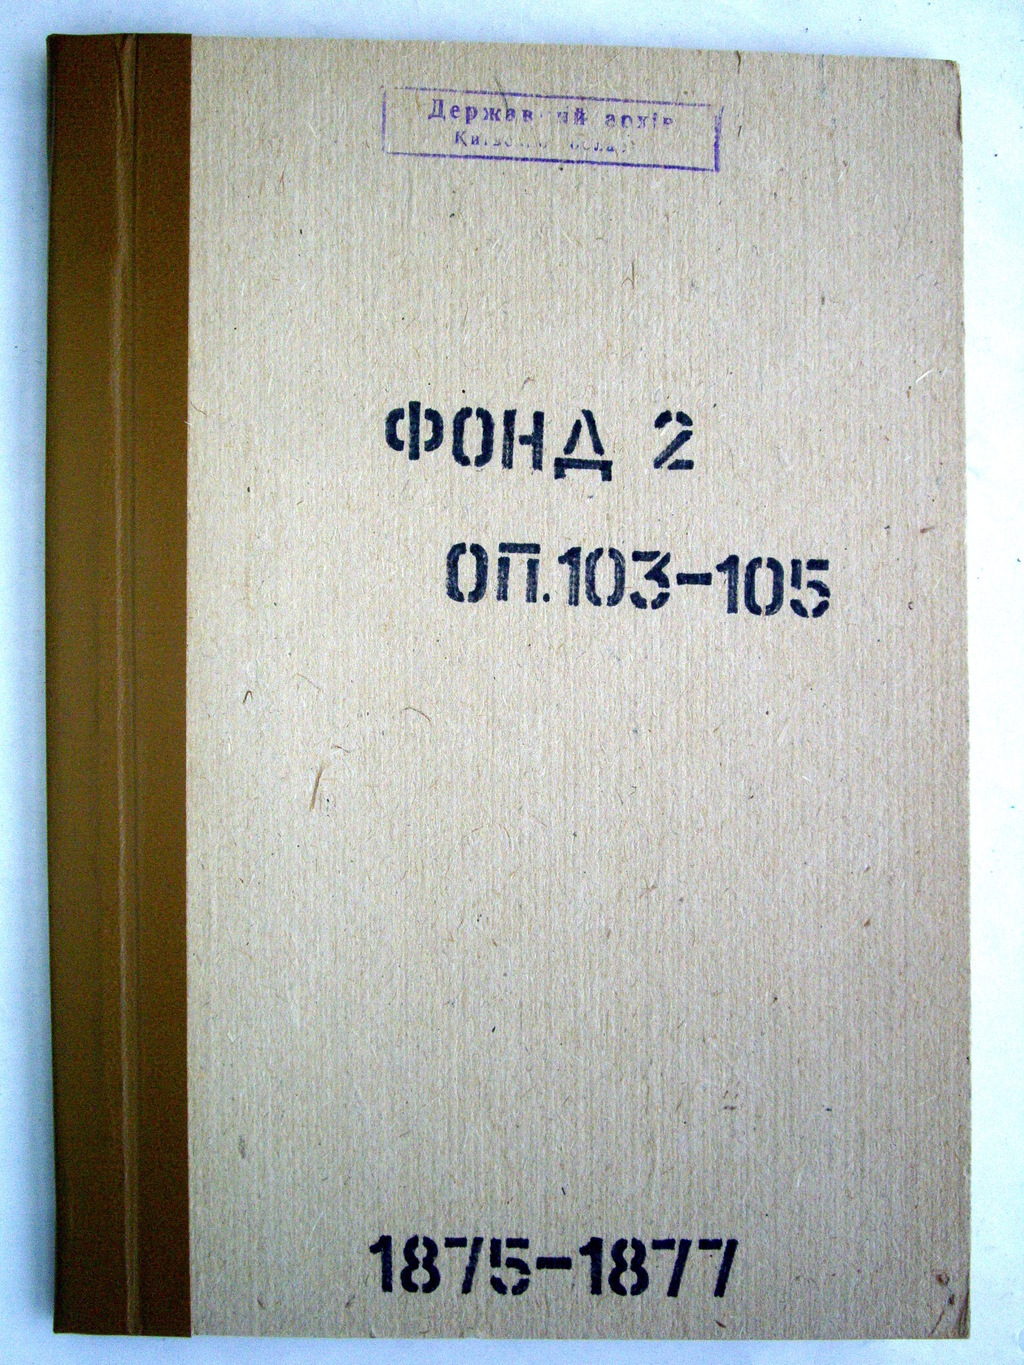 Державний архів
ФОНД 2
ОП.103-105
1875-1877